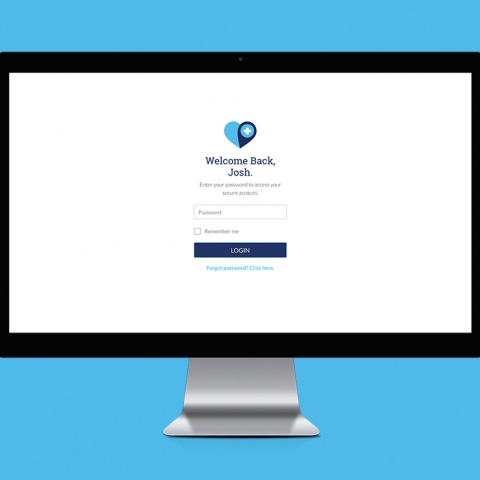 Welcome Back,
Josh.
Enter your password to access your
secure account.
Password
Remember me
LOGIN
Forgot password? Click here.